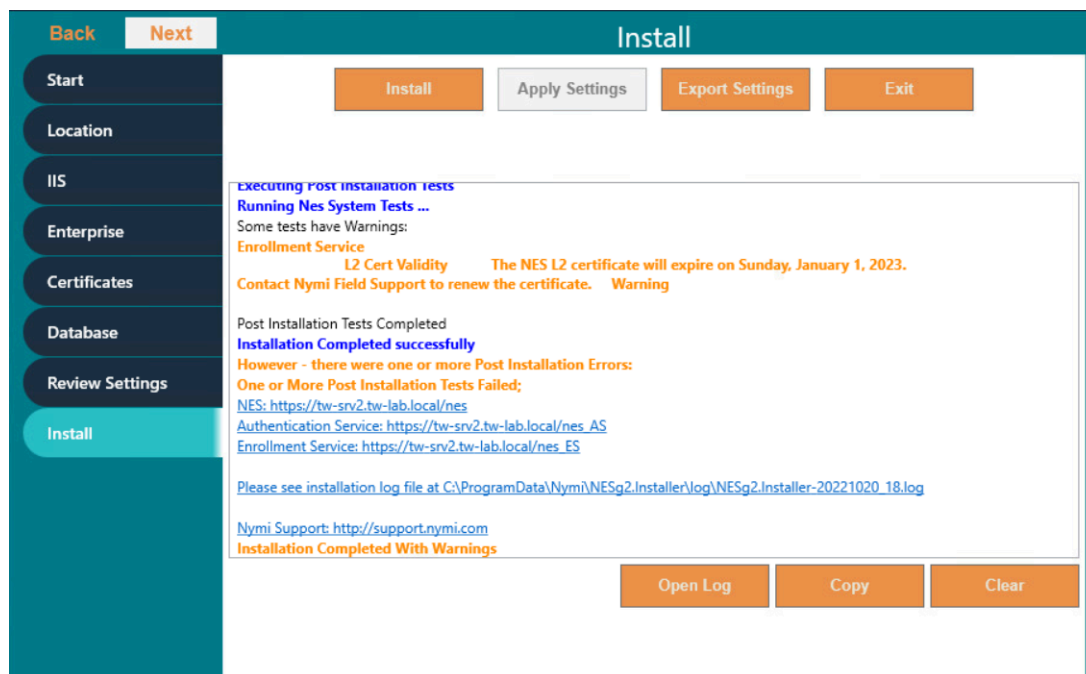 Back Next
Install
Start
Location
IIS
Enterprise
Certificates
Database
Review Settings
Install
Install Apply Settings Export Settings Exit
Executing Post Installation Tests
Running Nes System Tests ...
Some tests have Warnings:
Enrollment Service
L2 Cert Validity The NES L2 certificate will expire on Sunday, January 1, 2023.
Contact Nymi Field Support to renew the certificate. Warning
Post Installation Tests Completed
Installation Completed successfully
However - there were one or more Post Installation Errors:
One or More Post Installation Tests Failed;
NES: https://tw-srv2.tw-lab.local/nes
Authentication Service: https://tw-srv2.tw-lab.local/nes_AS
Enrollment Service: https://tw-srv2.tw-lab.local/nes_ES
Please see installation log file at C:\ProgramData\Nymi\NESg2.Installer\log\NESg2.Installer-20221020_18.log
Nymi Support: http://support.nymi.com
Installation Completed With Warnings
Open Log Copy Clear